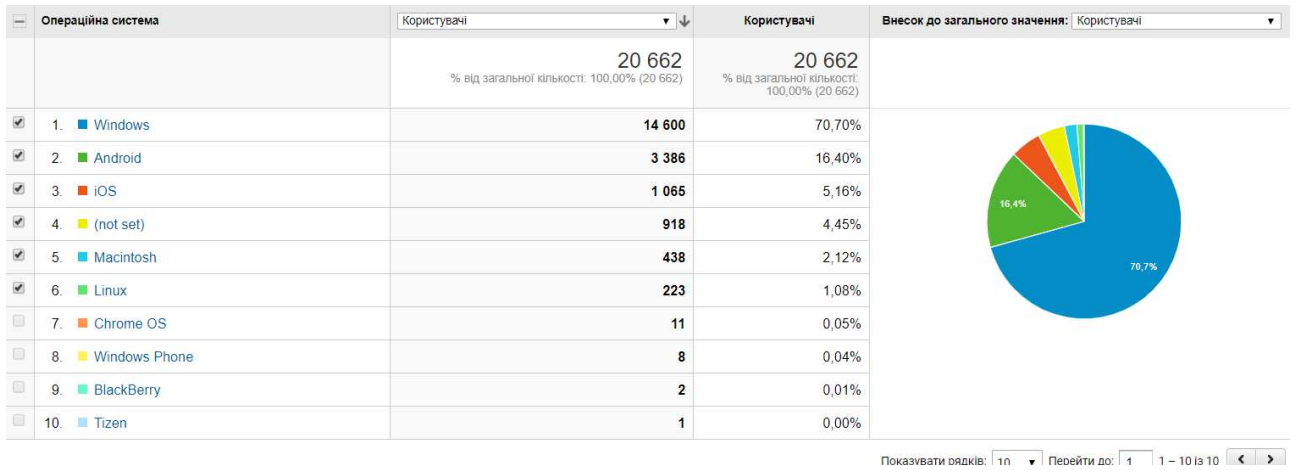 Операційна система Користувачі Користувачі Внесок до загального значення: Користувачі
20 662 20 662
% від загальної кількості: 100,00% (20 662) % від загальної кількості:
100,00% (20 662)
1. Windows 14 600 70,70%
2. Android 3 386 16,40%
3. iOS 1 065 5,16%
4. (not set) 918 4,45%
5. Macintosh 438 2,12%
6. Linux 223 1,08%
7. Chrome OS 11 0,05%
8. Windows Phone 8 0,04%
9. BlackBerry 2 0,01%
10. Tizen 1 0,00%
16,4%
70,7%
Показувати рядків: 10 Перейти до: 1 1 – 10 із 10